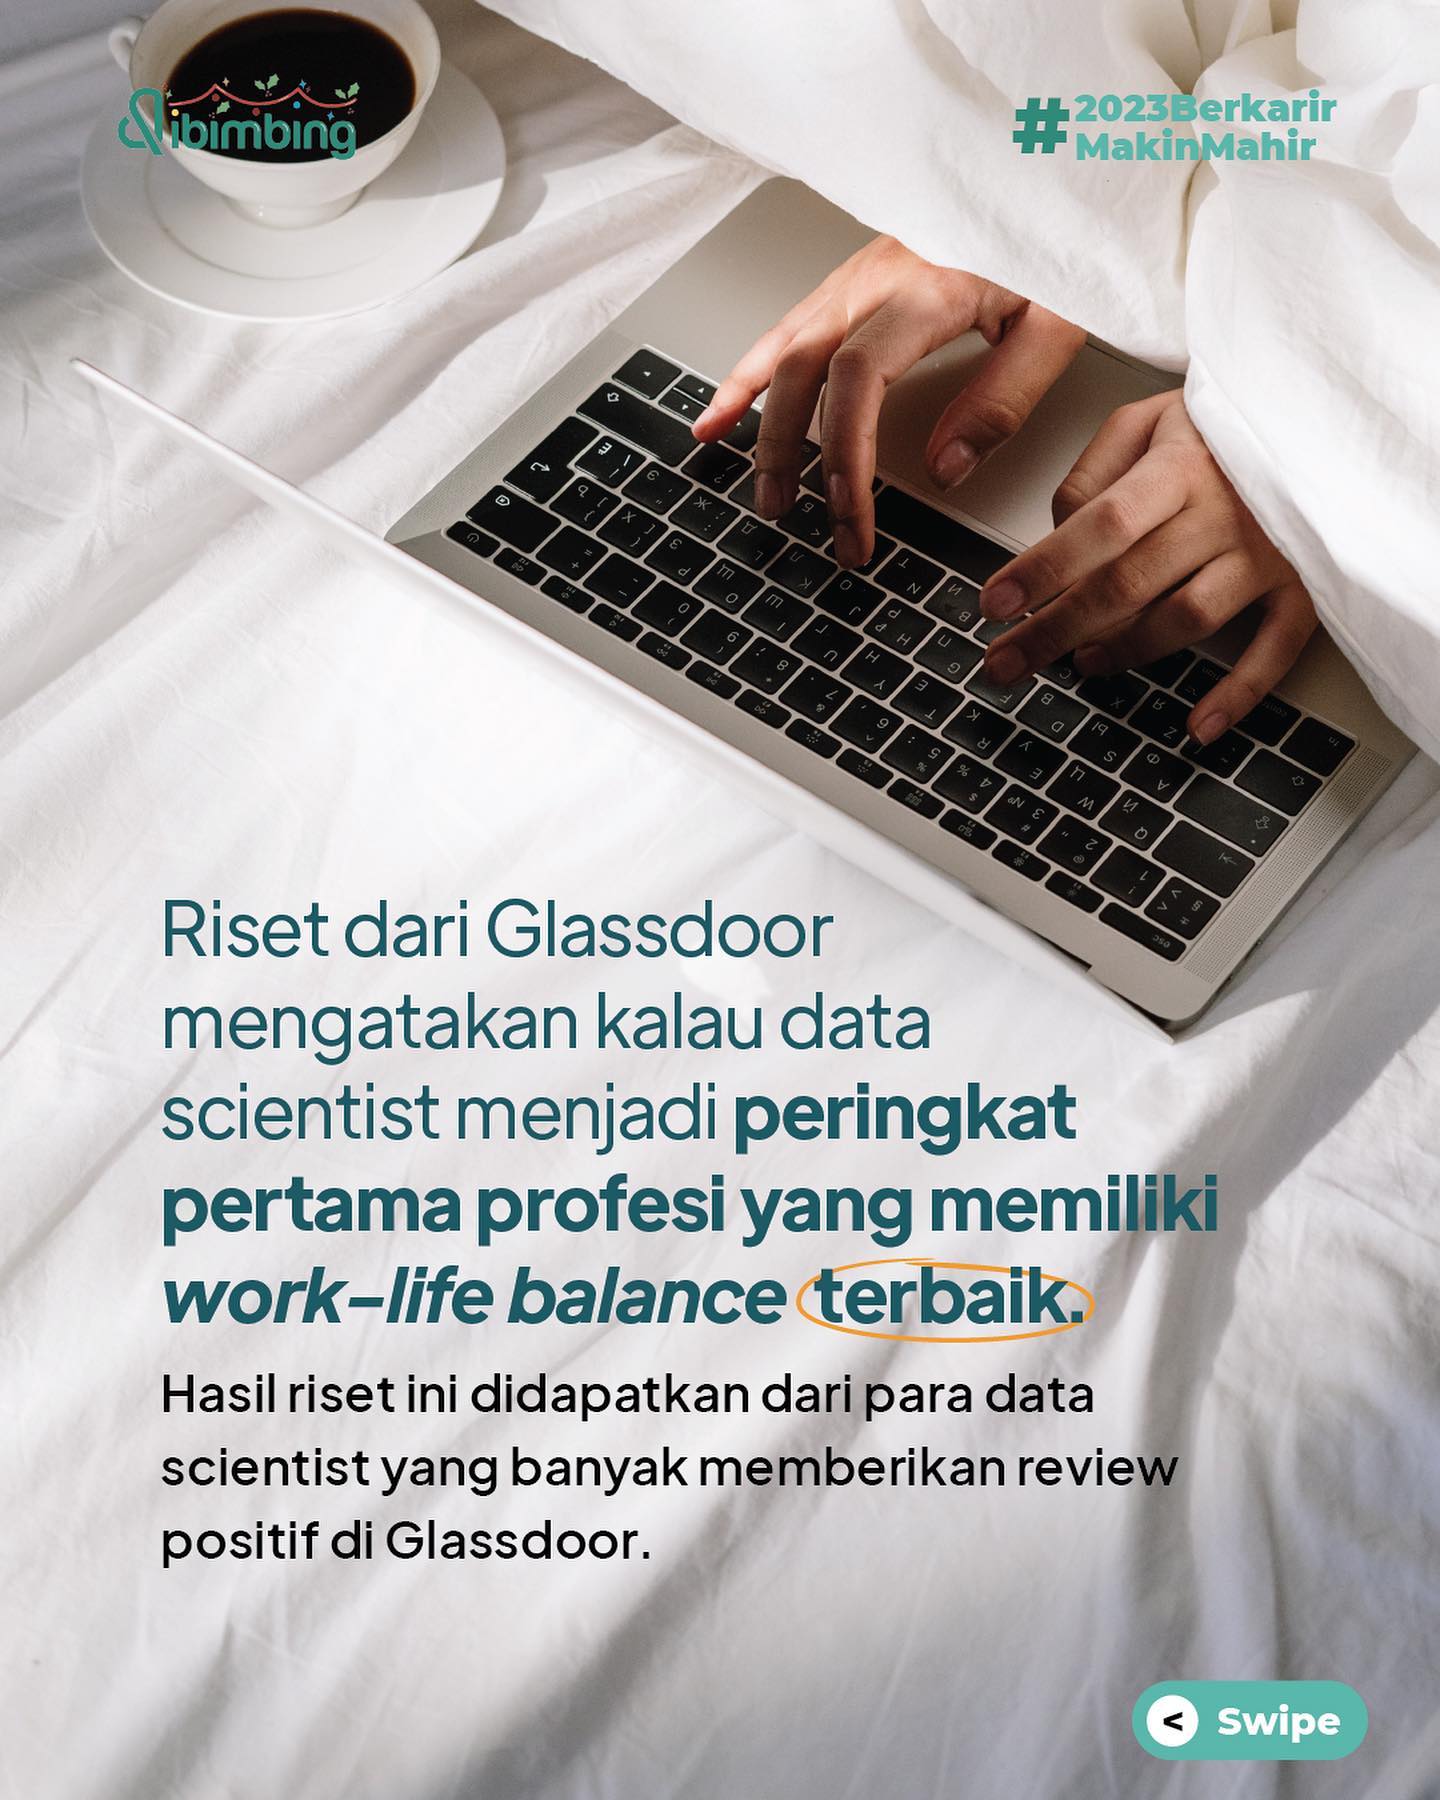 dibimbing
#2023Berkarir
MakinMahir
Riset dari Glassdoor
mengatakan kalau data
scientist menjadi peringkat
pertama profesi yang memiliki
work-life balance terbaik.
Hasil riset ini didapatkan dari para data
scientist yang banyak memberikan review
positif di Glassdoor.
< Swipe